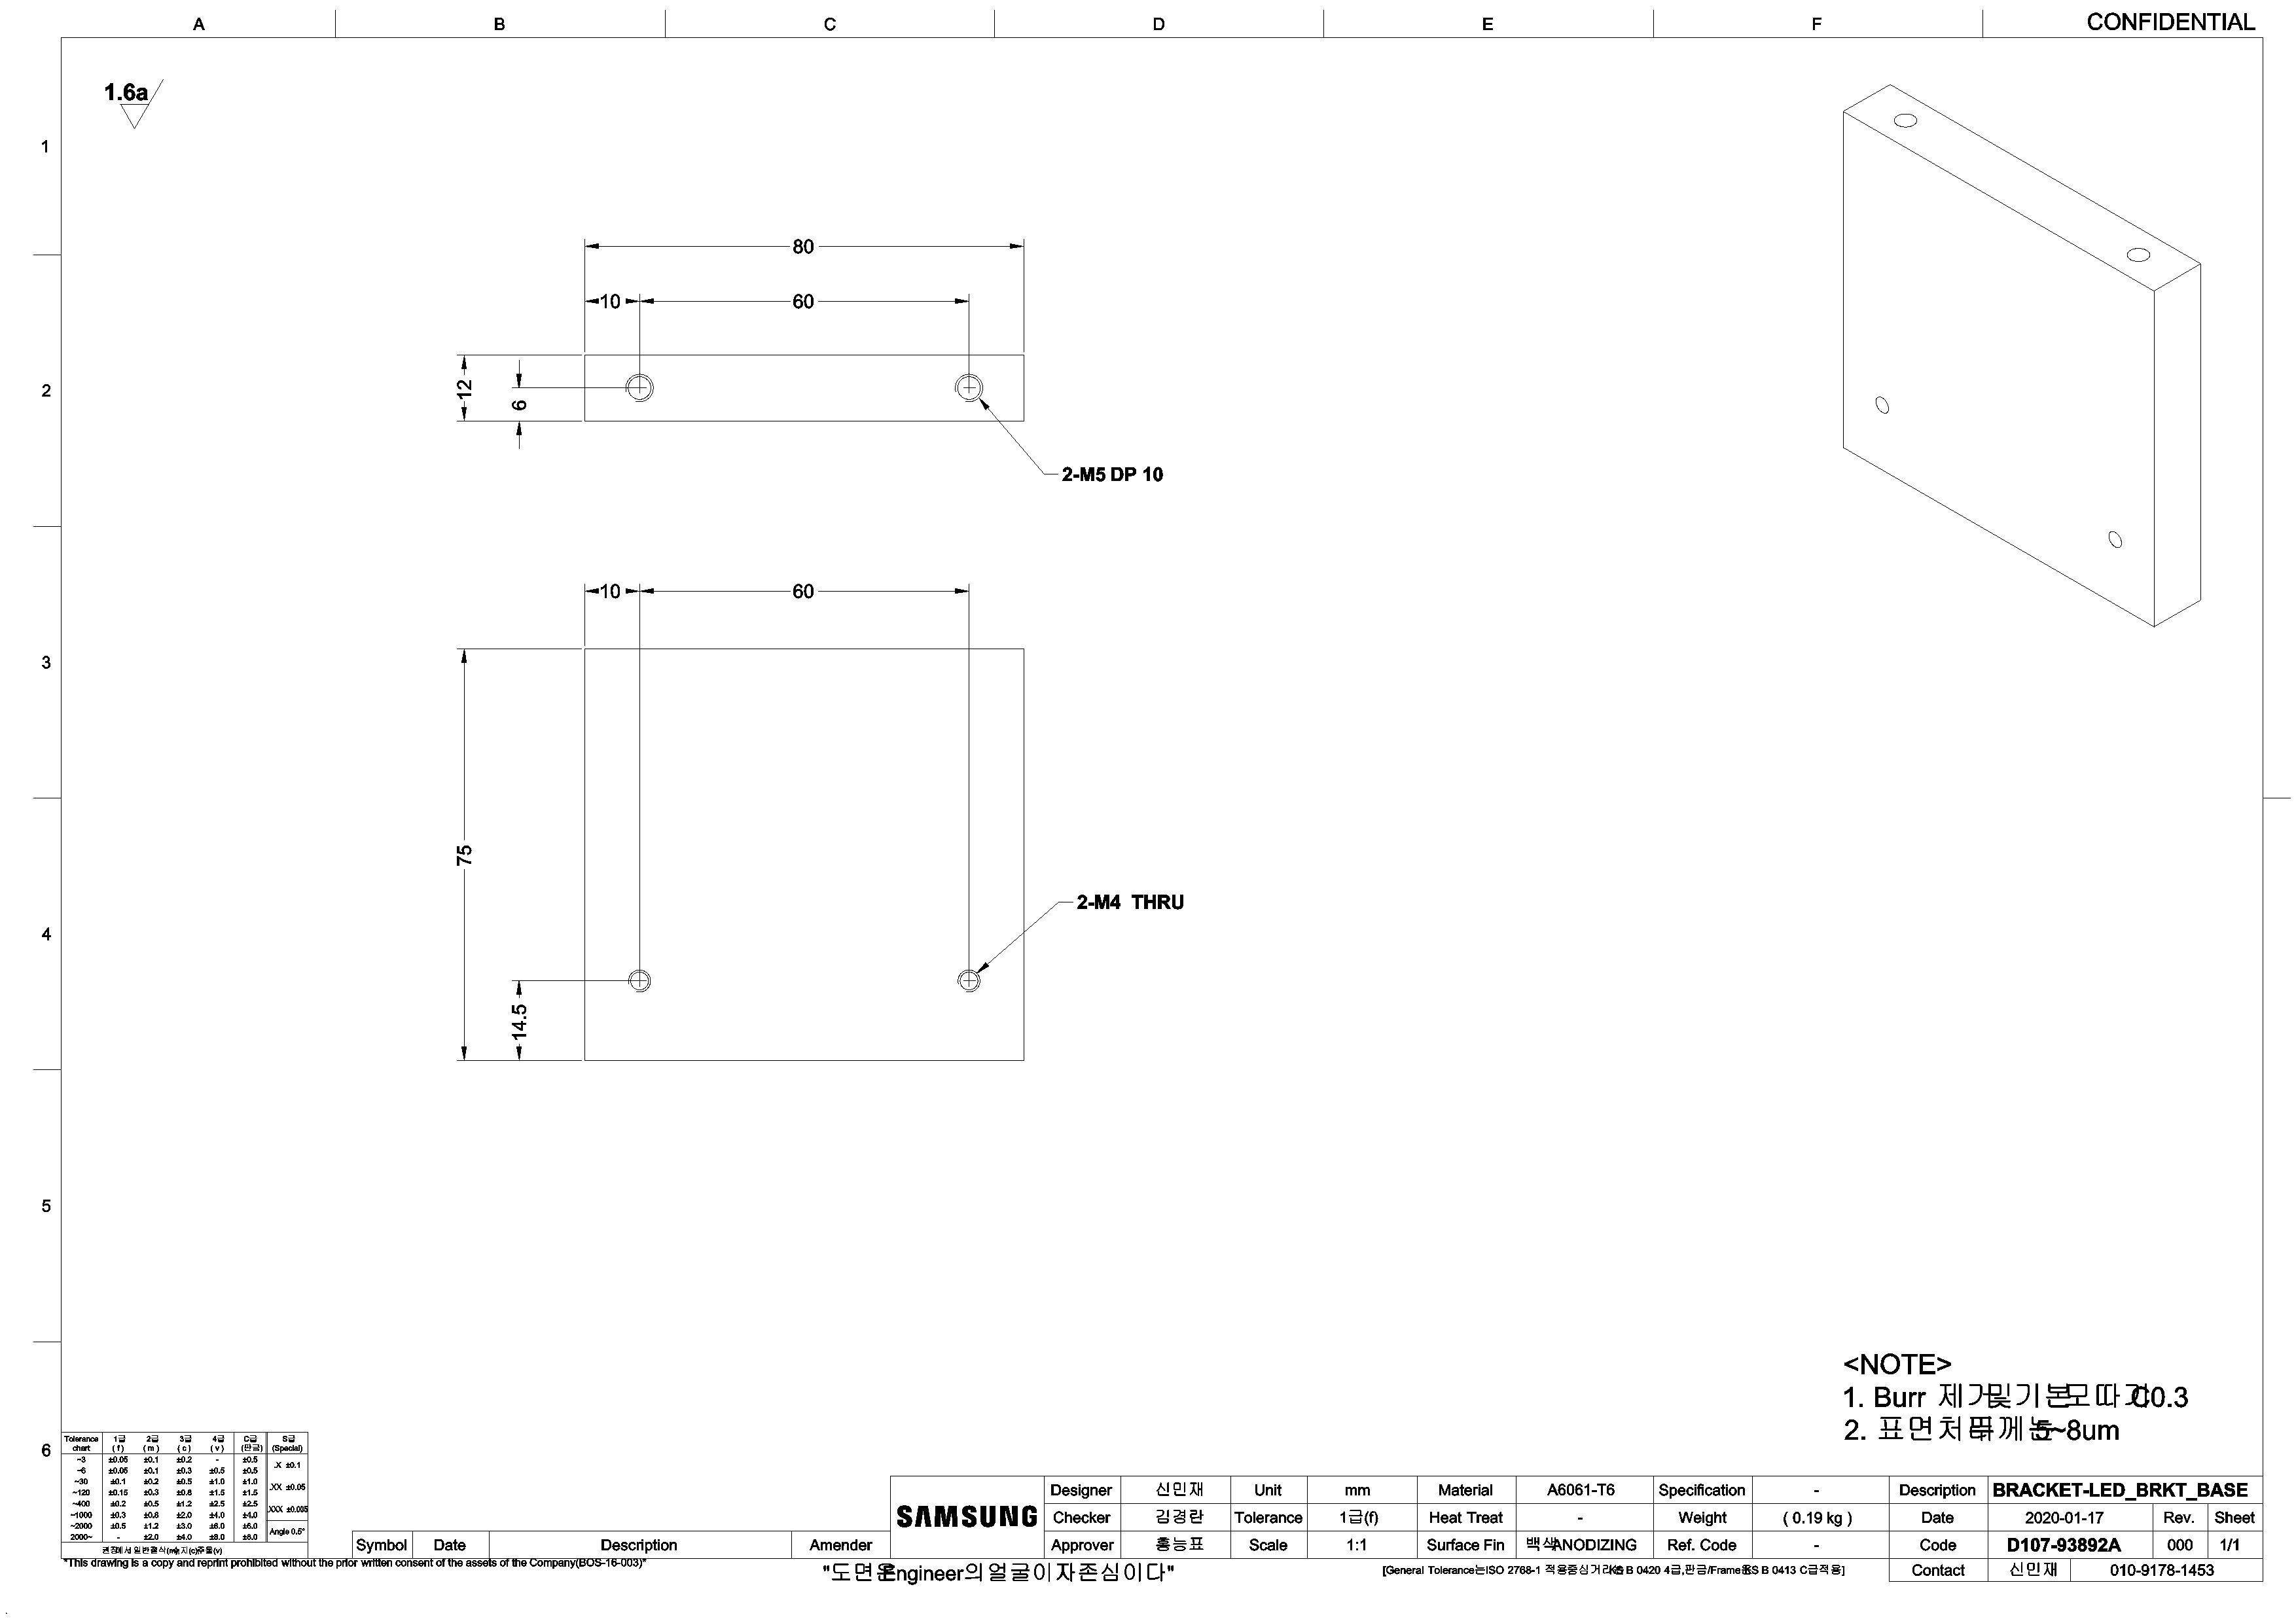 A B C D E F CONFIDENTIAL
1.6a
1
80
10 60
2
12
6
2-M5 DP 10
10 60
3
75
2-M4 THRU
4
14.5
5
<NOTE>
1. Burr 제거및기본모따기C0.3
2. 표면처리두께는5~8um
6
Tolerance chart 1급 (f) 2급 (m) 3급 (c) 4급 (v) C급 (판금) S급 (Special)
~3 ±0.05 ±0.1 ±0.2 - ±0.5 .X ±0.1
~6 ±0.05 ±0.1 ±0.3 ±0.5 ±0.5
~30 ±0.1 ±0.2 ±0.5 ±1.0 ±1.0 .XX ±0.05
~120 ±0.15 ±0.3 ±0.8 ±1.5 ±1.5
~400 ±0.2 ±0.5 ±1.2 ±2.5 ±2.5 .XXX ±0.005
~1000 ±0.3 ±0.8 ±2.0 ±4.0 ±4.0
~2000 ±0.5 ±1.2 ±3.0 ±6.0 ±6.0 Angle 0.5°
2000~ - ±2.0 ±4.0 ±8.0 ±6.0
"This drawing is a copy and reprint prohibited without the prior written consent of the assets of the Company(BOS-16-003)"
Symbol Date Description Amender
SAMSUNG
Designer 신민재 Unit mm Material A6061-T6 Specification - Description BRACKET-LED_BRKT_BASE
Checker 김경란 Tolerance 1급(f) Heat Treat - Weight ( 0.19 kg ) Date 2020-01-17 Rev. Sheet
Approver 홍능표 Scale 1:1 Surface Fin 백색ANODIZING Ref. Code - Code D107-93892A 000 1/1
"도면은Engineer의얼굴이자존심이다" [General Tolerance는ISO 2768-1 적용중심거리KS B 0420 4급,판금/Frame은KS B 0413 C급적용] Contact 신민재 010-9178-1453